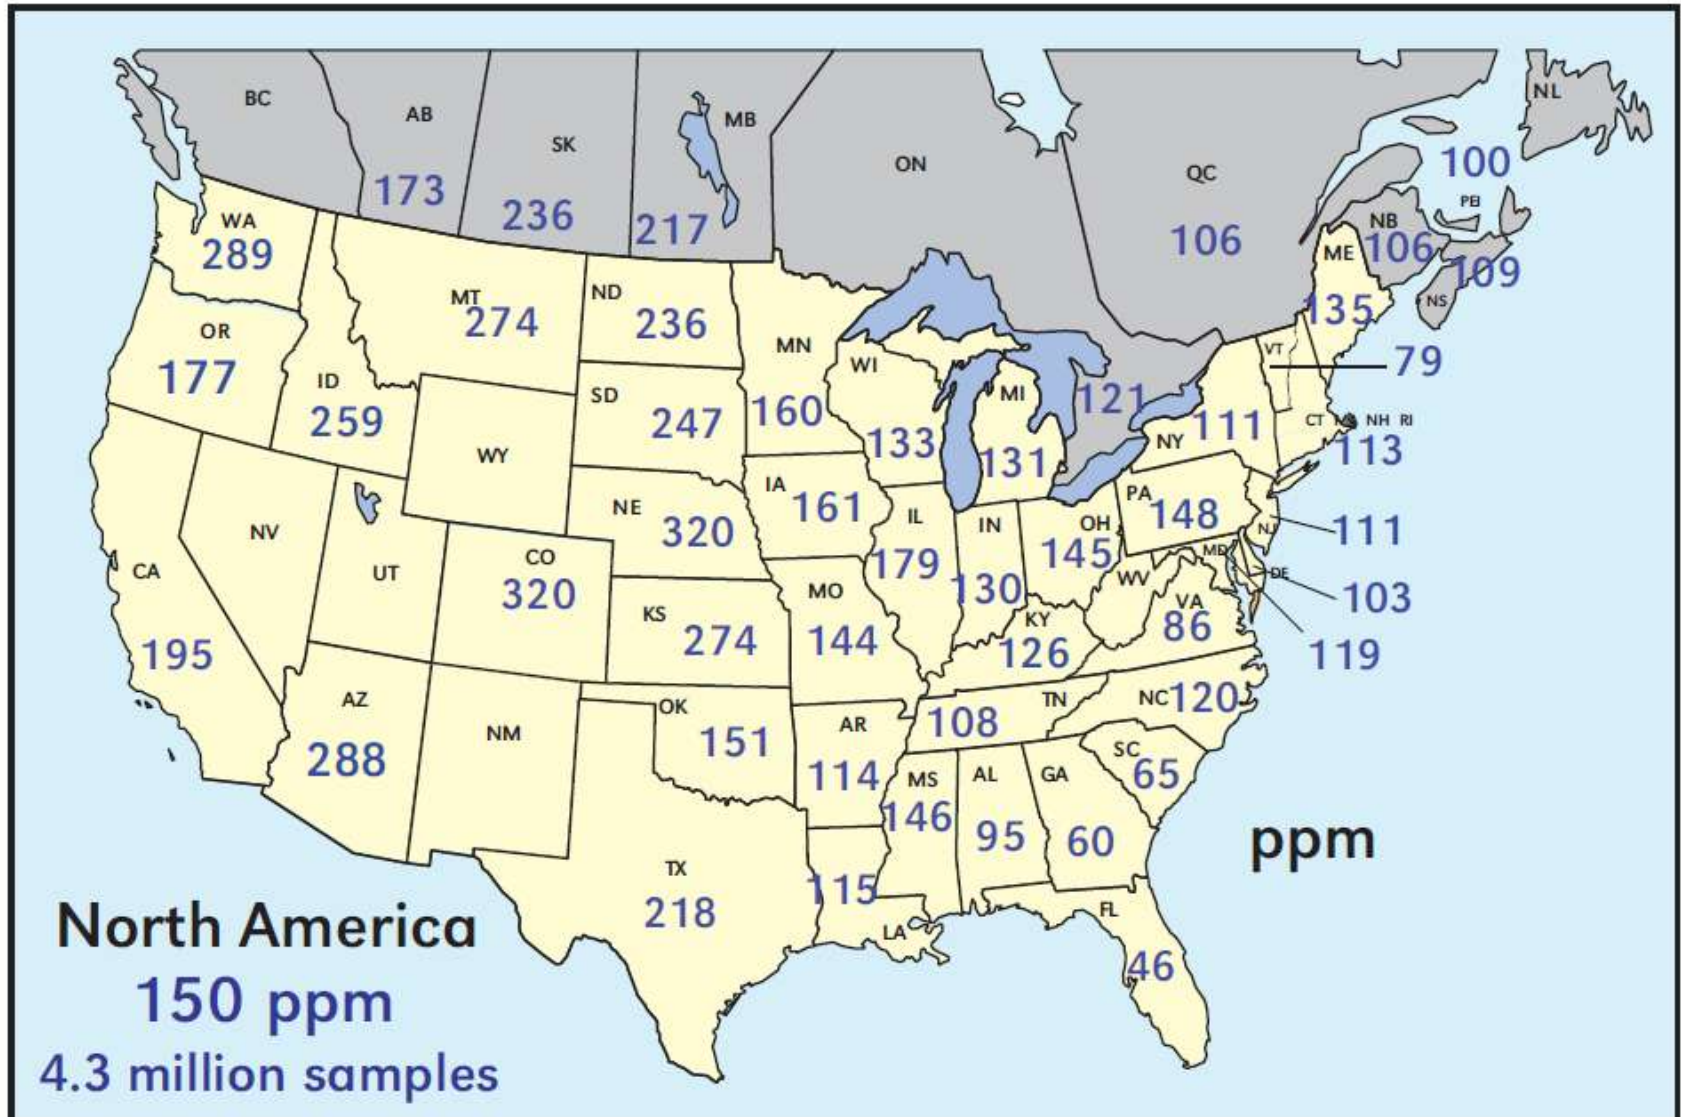 BC
AB
173
SK
236
MB
217
ON
QC
106
NL
100
PEI
NB
106
109
NS
WA
289
OR
177
ID
259
MT
274
ND
236
SD
247
WY
MN
160
WI
133
MI
131
121
NY
111
VT
79
ME
135
CT MA NH RI
113
CA
195
NV
UT
CO
320
NE
320
KS
274
IA
161
MO
144
IL
179
IN
130
OH
145
PA
148
NJ
111
MD
DE
103
119
WV
VA
86
KY
126
TN
108
NC
120
SC
65
AZ
288
NM
OK
151
AR
114
TX
218
LA
115
MS
146
AL
95
GA
60
FL
46
ppm
North America
150 ppm
4.3 million samples